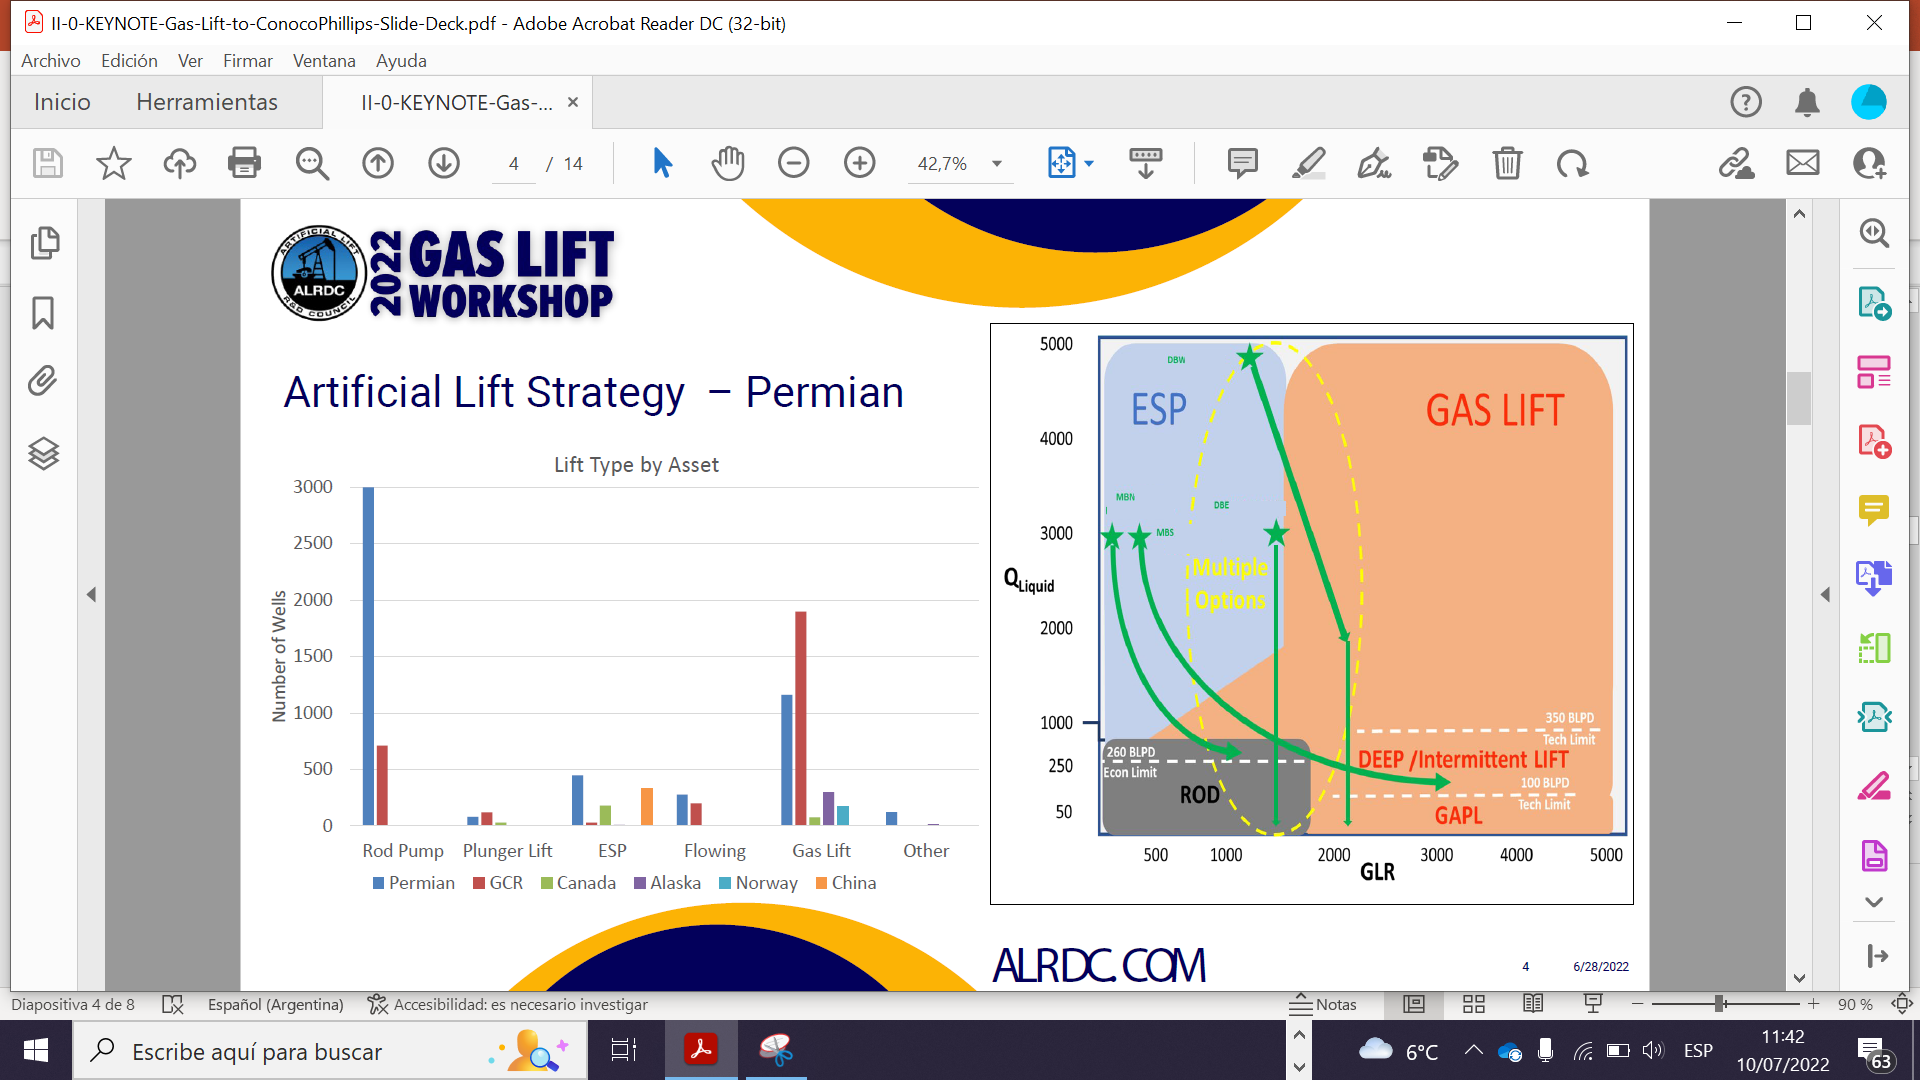 II-0-KEYNOTE-Gas-Lift-to-ConocoPhillips-Slide-Deck.pdf - Adobe Acrobat Reader DC (32-bit)
Archivo Edición Ver Firmar Ventana Ayuda
Inicio Herramientas II-0-KEYNOTE-Gas-... ×
4 / 14 42,7%
ARTIFICIAL LIFT
ALRDC
R&D COUNCIL
2022
GAS LIFT
WORKSHOP
Artificial Lift Strategy – Permian
Lift Type by Asset
Number of Wells
3000
2500
2000
1500
1000
500
0
Rod Pump Plunger Lift ESP Flowing Gas Lift Other
Permian GCR Canada Alaska Norway China
QLiquid
5000
4000
3000
2000
1000
250
50
DBW
ESP
GAS LIFT
MBN
DBE
MBS
Multiple
Options
350 BLPD
Tech Limit
260 BLPD
Econ Limit
DEEP /Intermittent LIFT
100 BLPD
Tech Limit
ROD
GAPL
500 1000 2000 3000 4000 5000
GLR
ALRDC.COM
4 6/28/2022
Diapositiva 4 de 8 Español (Argentina) Accesibilidad: es necesario investigar Notas 90 %
Escribe aquí para buscar
6°C ESP
11:42
10/07/2022
63